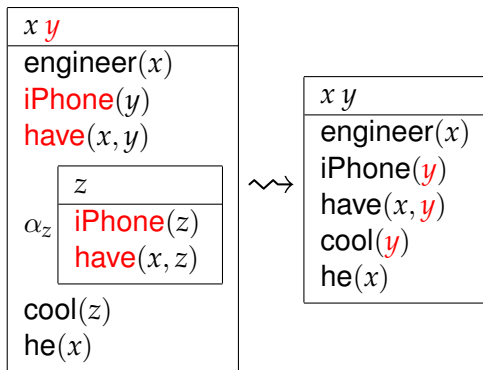 x y
engineer(x)
iPhone(y)
have(x, y)
z
α_z iPhone(z)
have(x, z)
cool(z)
he(x)
⇝
x y
engineer(x)
iPhone(y)
have(x, y)
cool(y)
he(x)